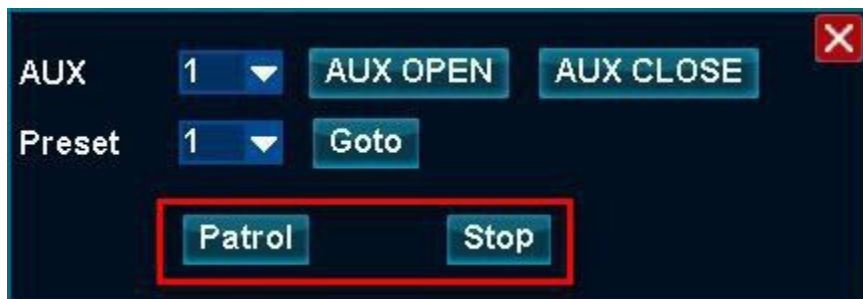 AUX 1 AUX OPEN AUX CLOSE
Preset 1 Goto
Patrol Stop